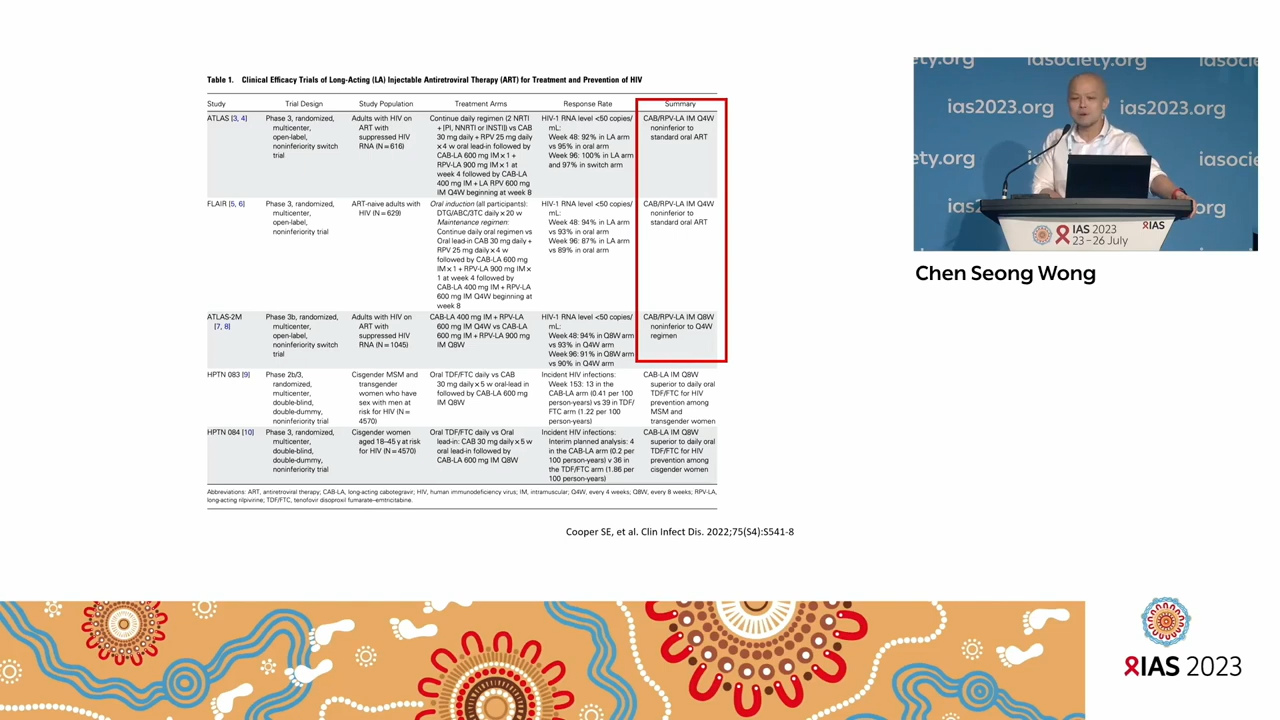 Table 1. Clinical Efficacy Trials of Long-Acting (LA) Injectable Antiretroviral Therapy (ART) for Treatment and Prevention of HIV
Study Trial Design Study Population Treatment Arms Response Rate Summary
ATLAS [3, 4]
Phase 3, randomized,
multicenter,
open-label,
noninferiority switch
trial
Adults with HIV on
ART with
suppressed HIV
RNA (N = 616)
Continue daily regimen (2 NRTI
+ [PI, NNRTI or INSTI]) vs CAB
30 mg daily + RPV 25 mg daily
× 4 w oral lead-in followed by
CAB-LA 600 mg IM × 1 +
RPV-LA 900 mg IM × 1 at
week 4 followed by CAB-LA
400 mg IM + LA RPV 600 mg
IM Q4W beginning at week 8
HIV-1 RNA level <50 copies/
mL:
Week 48: 92% in LA arm
vs 95% in oral arm
Week 96: 100% in LA arm
and 97% in switch arm
CAB/RPV-LA IM Q4W
noninferior to
standard oral ART
FLAIR [5, 6]
Phase 3, randomized,
multicenter,
open-label,
noninferiority trial
ART-naive adults with
HIV (N = 629)
Oral induction (all participants):
DTG/ABC/3TC daily × 20 w
Maintenance regimen:
Continue daily oral regimen vs
Oral lead-in CAB 30 mg daily +
RPV 25 mg daily × 4 w
followed by CAB-LA 600 mg
IM × 1 + RPV-LA 900 mg IM ×
1 at week 4 followed by
CAB-LA 400 mg IM + RPV-LA
600 mg IM Q4W beginning at
week 8
HIV-1 RNA level <50 copies/
mL:
Week 48: 94% in LA arm
vs 93% in oral arm
Week 96: 87% in LA arm
vs 89% in oral arm
CAB/RPV-LA IM Q4W
noninferior to
standard oral ART
ATLAS-2M
[7, 8]
Phase 3b, randomized,
multicenter,
open-label,
noninferiority switch
trial
Adults with HIV on
ART with
suppressed HIV
RNA (N = 1045)
CAB-LA 400 mg IM + RPV-LA
600 mg IM Q4W vs CAB-LA
600 mg IM + RPV-LA 900 mg
IM Q8W
HIV-1 RNA level <50 copies/
mL:
Week 48: 94% in Q8W arm
vs 93% in Q4W arm
Week 96: 91% in Q8W arm
vs 90% in Q4W arm
CAB/RPV-LA IM Q8W
noninferior to Q4W
regimen
HPTN 083 [9]
Phase 2b/3,
randomized,
multicenter,
double-blind,
double-dummy,
noninferiority trial
Cisgender MSM and
transgender
women who have
sex with men at
risk for HIV (N =
4570)
Oral TDF/FTC daily vs CAB
30 mg daily × 5 w oral-lead in
followed by CAB-LA 600 mg
IM Q8W
Incident HIV infections:
Week 153: 13 in the
CAB-LA arm (0.41 per 100
person-years) vs 39 in TDF/
FTC arm (1.22 per 100
person-years)
CAB-LA IM Q8W
superior to daily oral
TDF/FTC for HIV
prevention among
MSM and
transgender women
HPTN 084 [10]
Phase 3, randomized,
multicenter,
double-blind,
double-dummy,
noninferiority trial
Cisgender women
aged 18–45 y at risk
for HIV (N = 4570)
Oral TDF/FTC daily vs Oral
lead-in: CAB 30 mg daily × 5 w
oral lead-in followed by
CAB-LA 600 mg IM Q8W
Incident HIV infections:
Interim planned analysis: 4
in the CAB-LA arm (0.2 per
100 person-years) v 36 in
the TDF/FTC arm (1.86 per
100 person-years)
CAB-LA IM Q8W
superior to daily oral
TDF/FTC for HIV
prevention among
cisgender women
Abbreviations: ART, antiretroviral therapy; CAB-LA, long-acting cabotegravir; HIV, human immunodeficiency virus; IM, intramuscular; Q4W, every 4 weeks; Q8W, every 8 weeks; RPV-LA,
long-acting rilpivirine; TDF/FTC, tenofovir disoproxil fumarate–emtricitabine.
Cooper SE, et al. Clin Infect Dis. 2022;75(S4):S541-8
ety.org iasociety.org iasocie
ias2023.org ias2023.org
ciety.org iasociet
ias2 org
IAS 2023
23 – 26 July
IAS
Chen Seong Wong
IAS 2023